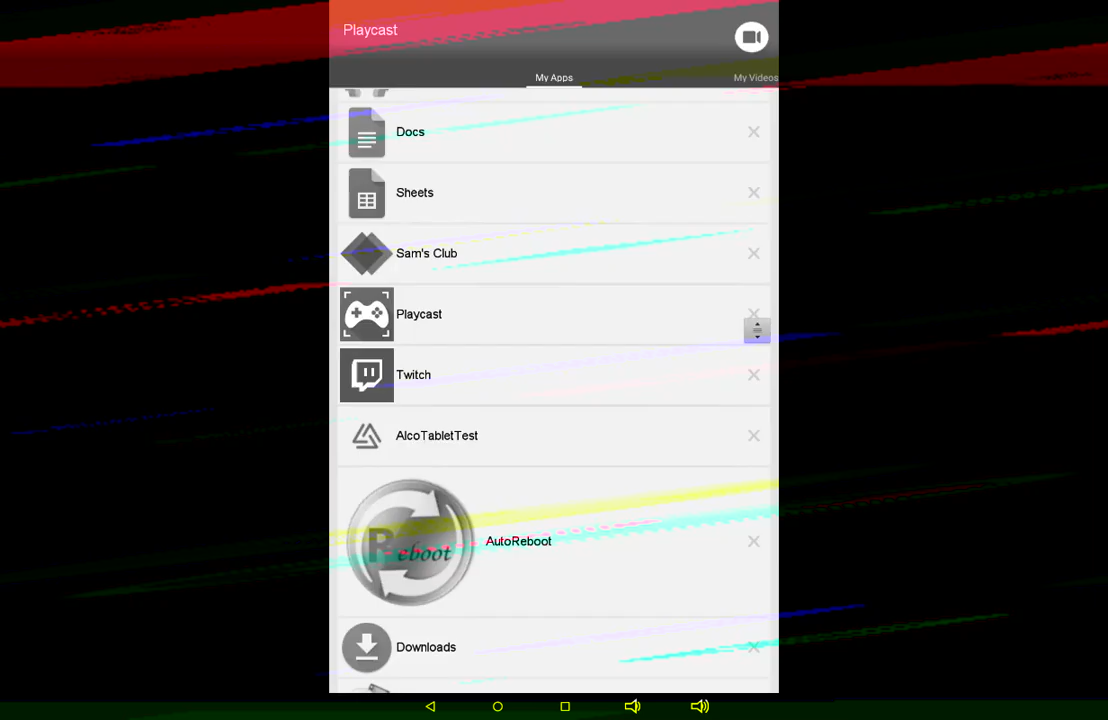 Playcast
My Apps
My Videos
Docs
Sheets
Sam's Club
Playcast
Twitch
AlcoTabletTest
Reboot
AutoReboot
Downloads